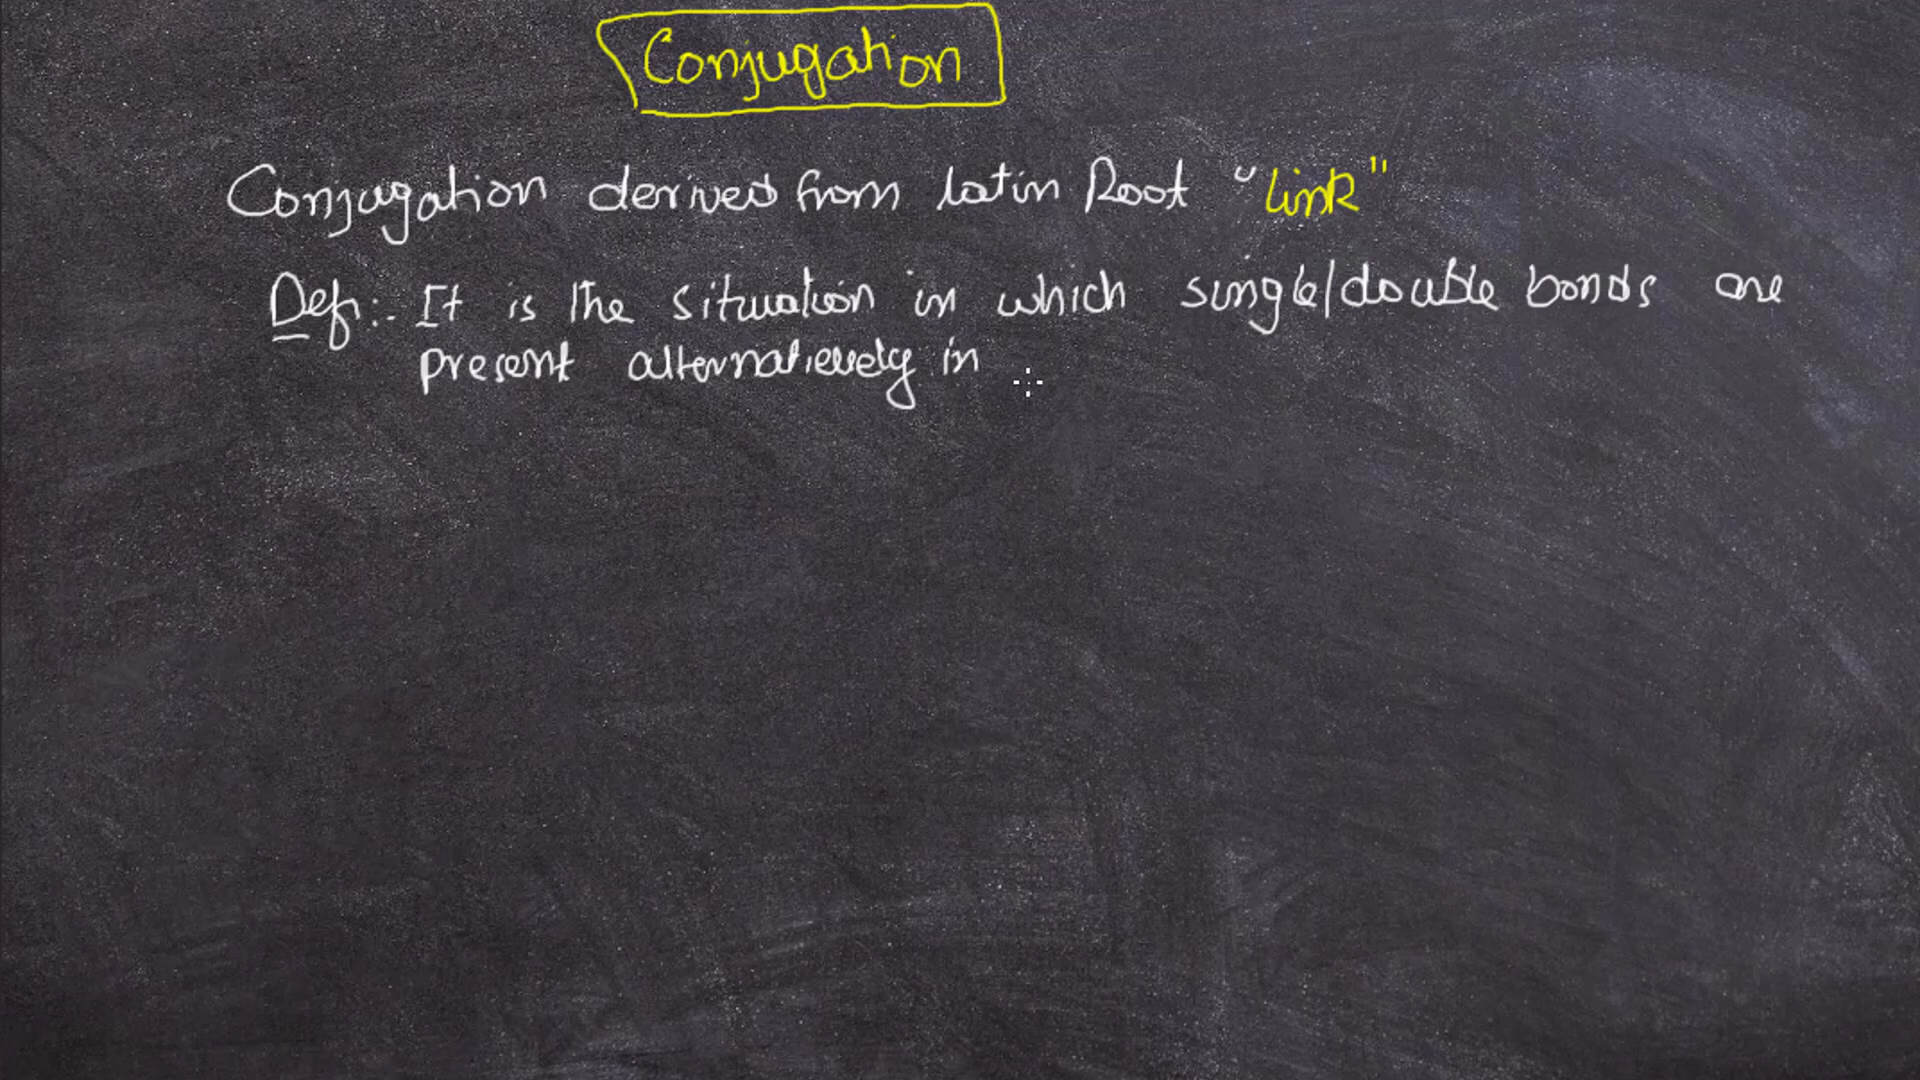 Conjugation
Conjugation derived from latin Root "link"
Def:- It is the situation in which single/double bonds are
present alternatievely in